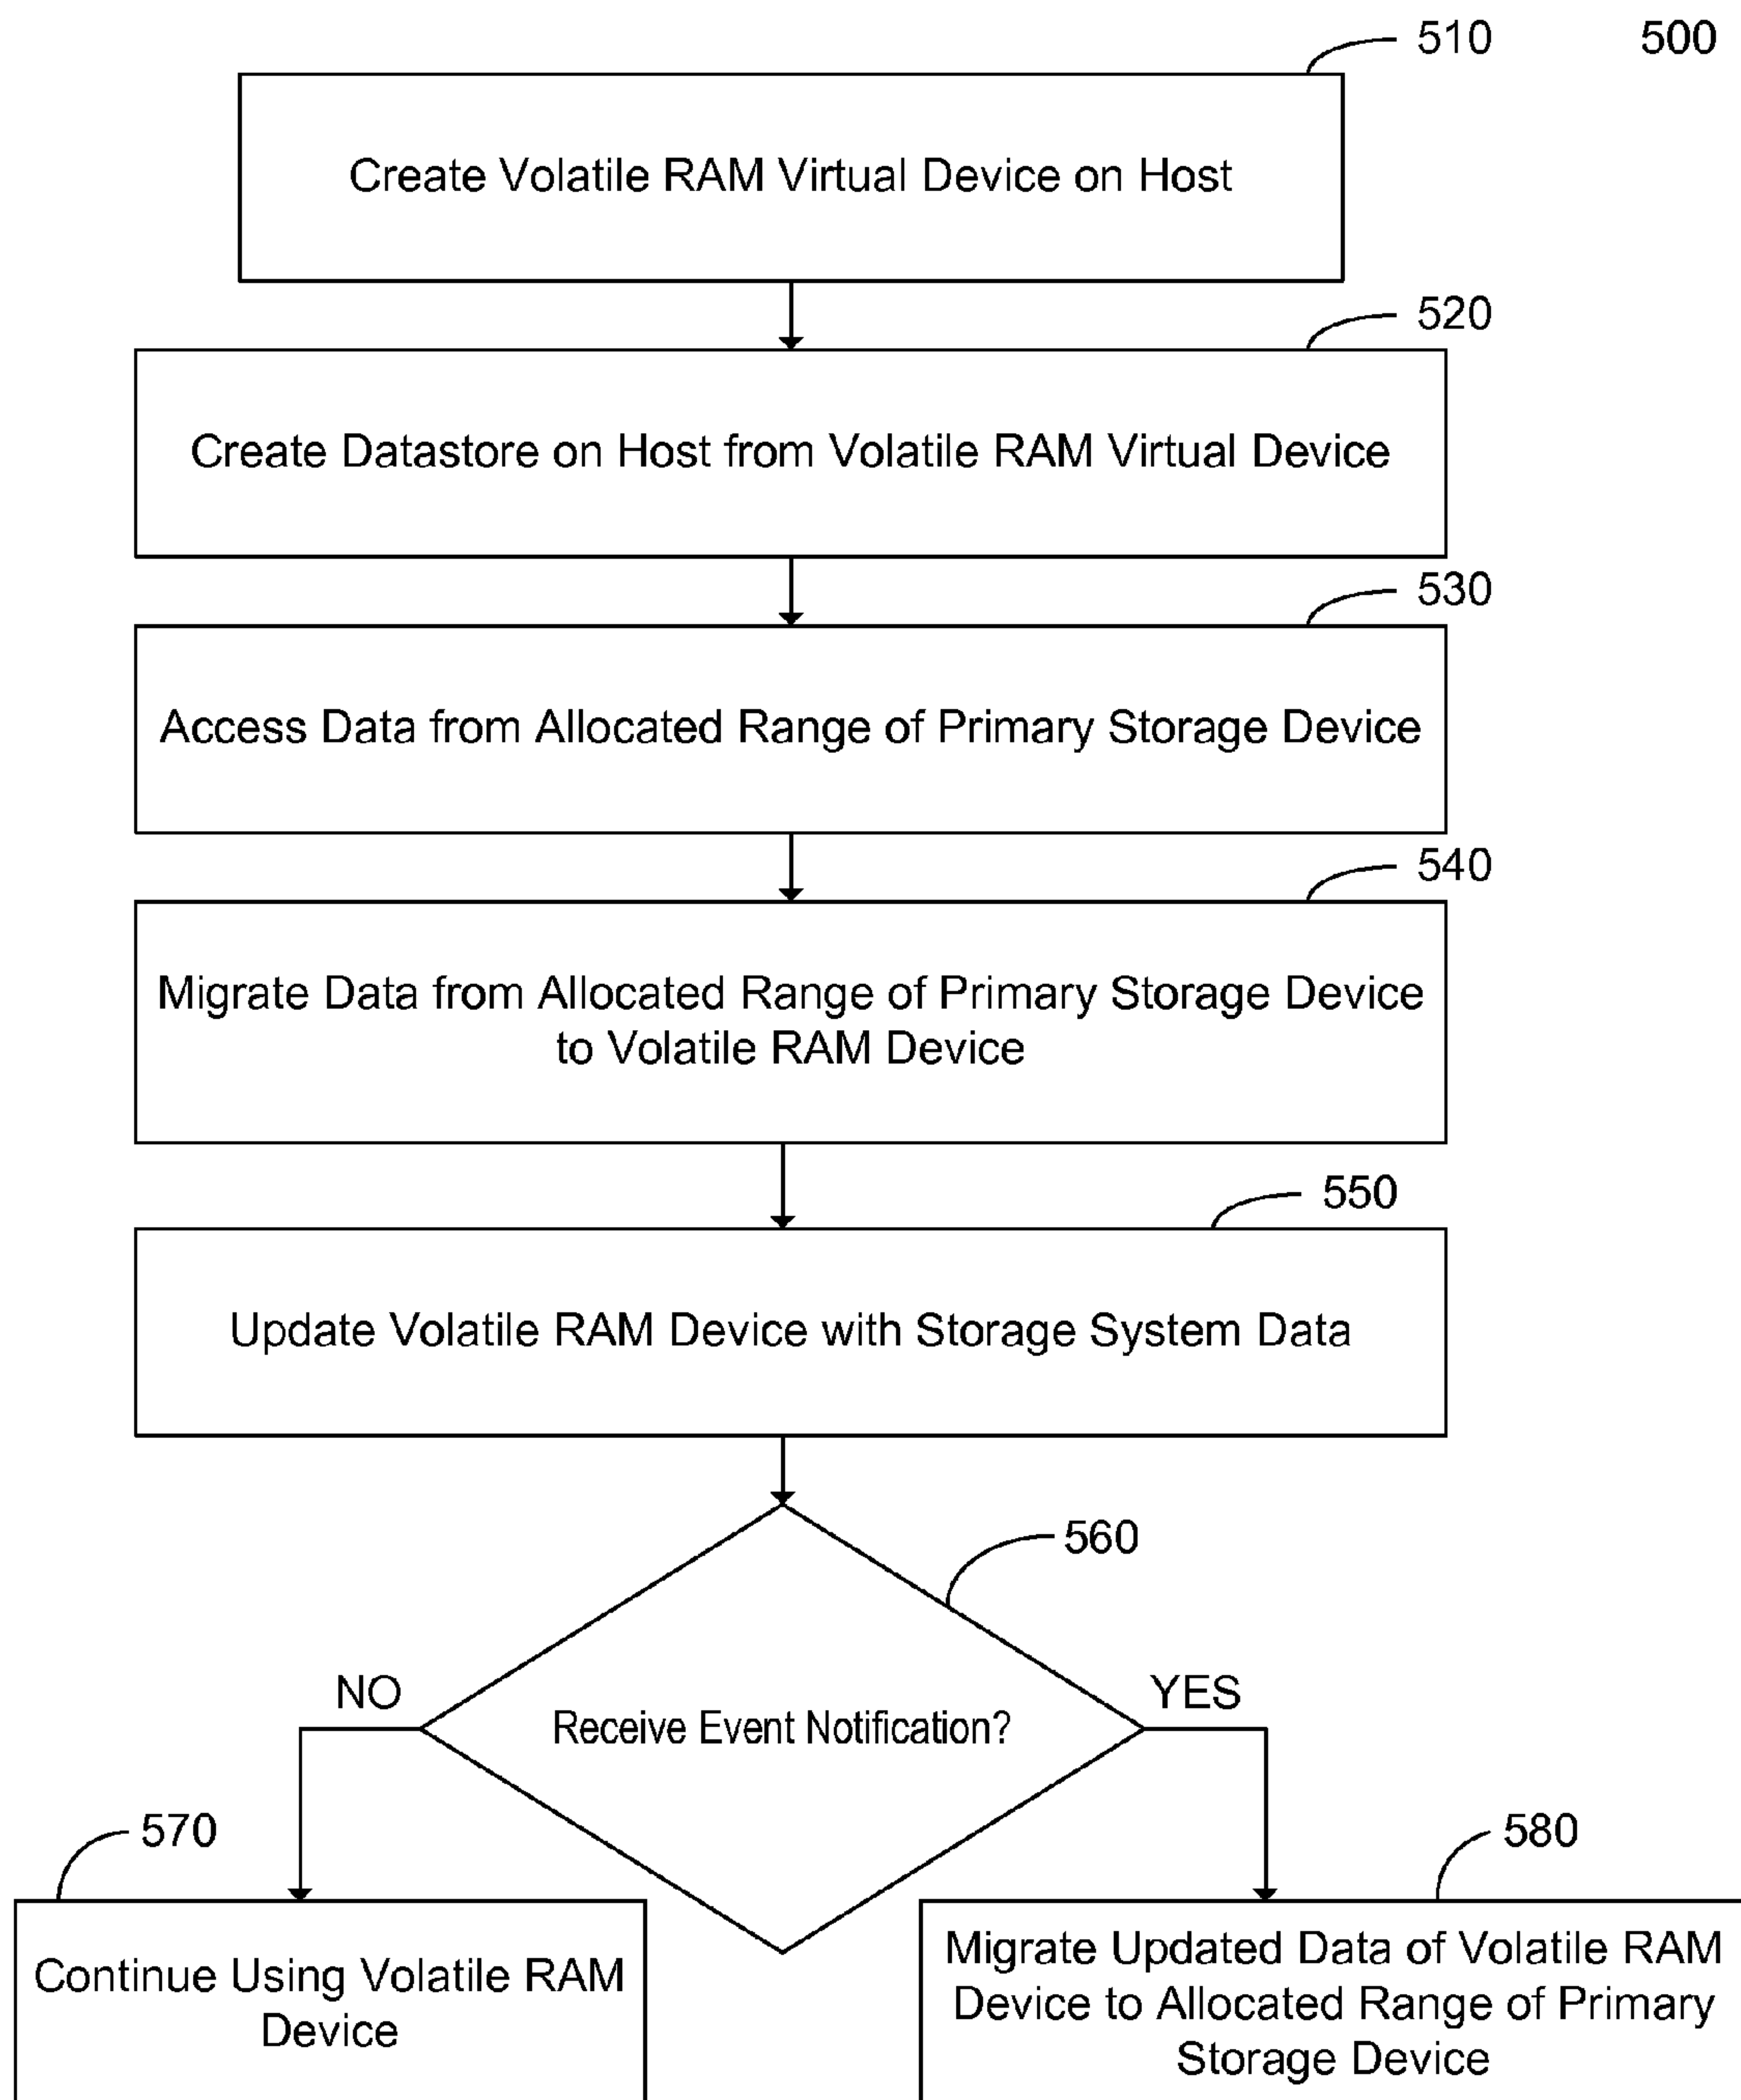 510
500
Create Volatile RAM Virtual Device on Host
520
Create Datastore on Host from Volatile RAM Virtual Device
530
Access Data from Allocated Range of Primary Storage Device
540
Migrate Data from Allocated Range of Primary Storage Device
to Volatile RAM Device
550
Update Volatile RAM Device with Storage System Data
560
NO
YES
Receive Event Notification?
570
580
Continue Using Volatile RAM
Device
Migrate Updated Data of Volatile RAM
Device to Allocated Range of Primary
Storage Device